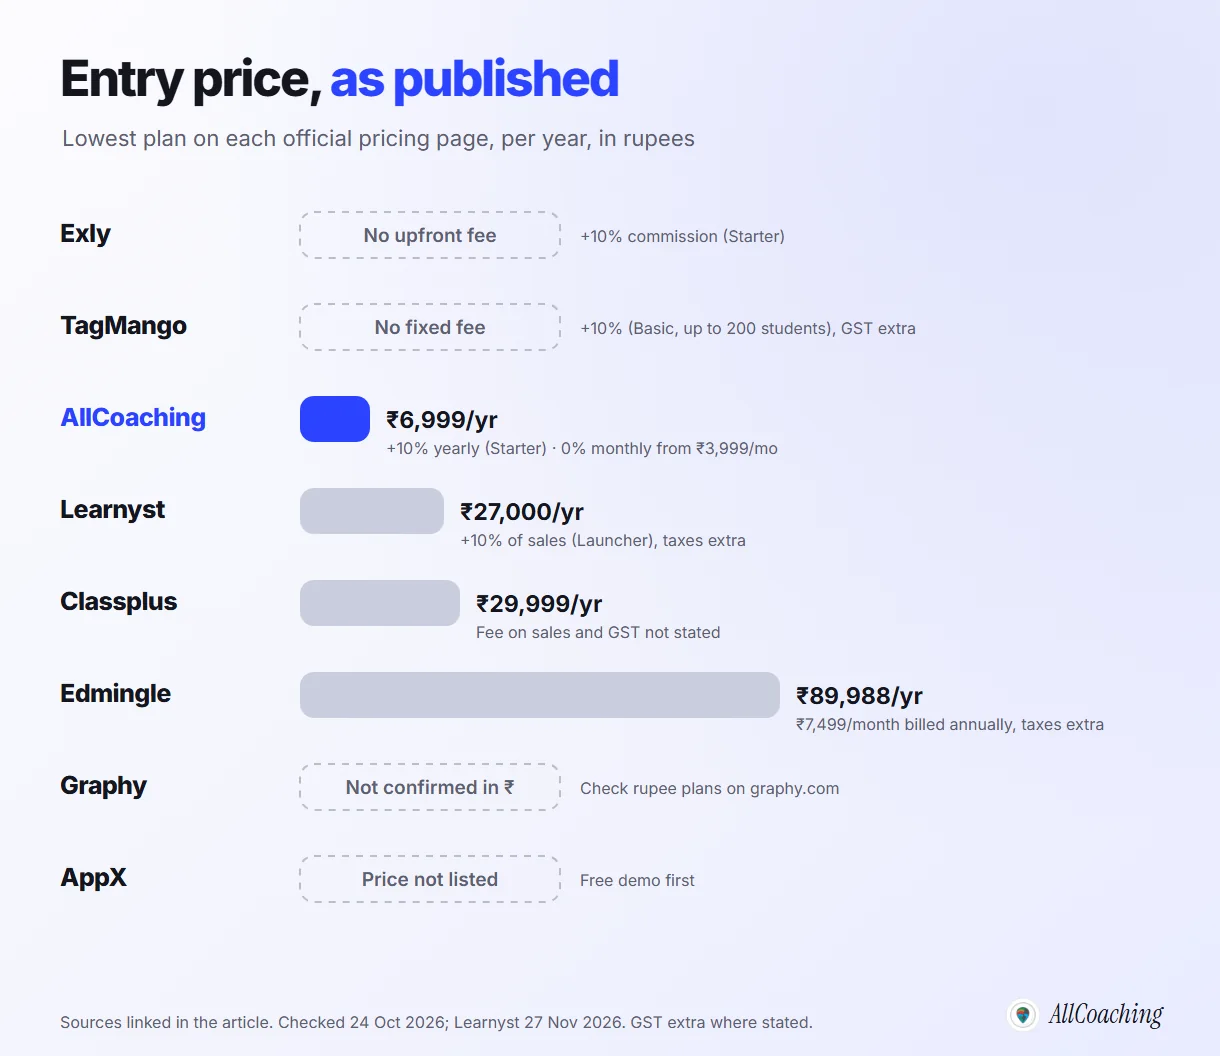 Entry price, as published
Lowest plan on each official pricing page, per year, in rupees
Exly
No upfront fee
+10% commission (Starter)
TagMango
No fixed fee
+10% (Basic, up to 200 students), GST extra
AllCoaching
₹6,999/yr
+10% yearly (Starter) · 0% monthly from ₹3,999/mo
Learnyst
₹27,000/yr
+10% of sales (Launcher), taxes extra
Classplus
₹29,999/yr
Fee on sales and GST not stated
Edmingle
₹89,988/yr
₹7,499/month billed annually, taxes extra
Graphy
Not confirmed in ₹
Check rupee plans on graphy.com
AppX
Price not listed
Free demo first
Sources linked in the article. Checked 24 Oct 2026; Learnyst 27 Nov 2026. GST extra where stated.
AllCoaching